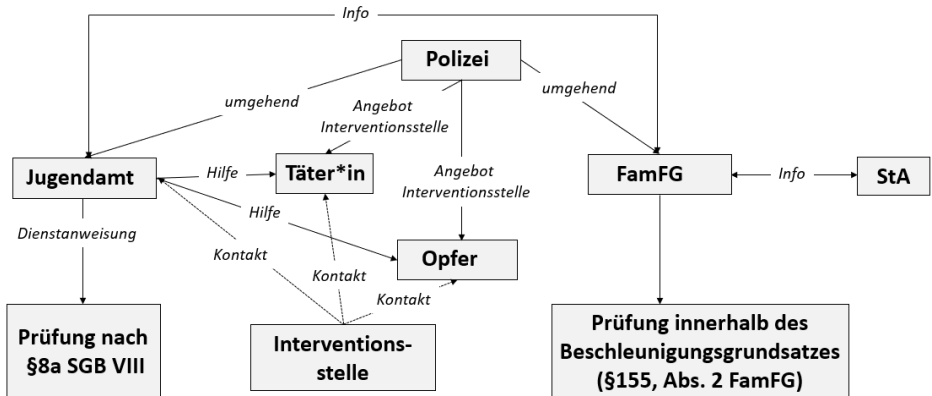 Info
Polizei
umgehend
Angebot
Interventionsstelle
umgehend
Angebot
Interventionsstelle
Jugendamt
Hilfe
Täter*in
FamFG
Info
StA
Hilfe
Dienstanweisung
Kontakt
Opfer
Kontakt
Kontakt
Prüfung nach
§8a SGB VIII
Interventions-
stelle
Prüfung innerhalb des
Beschleunigungsgrundsatzes
(§155, Abs. 2 FamFG)